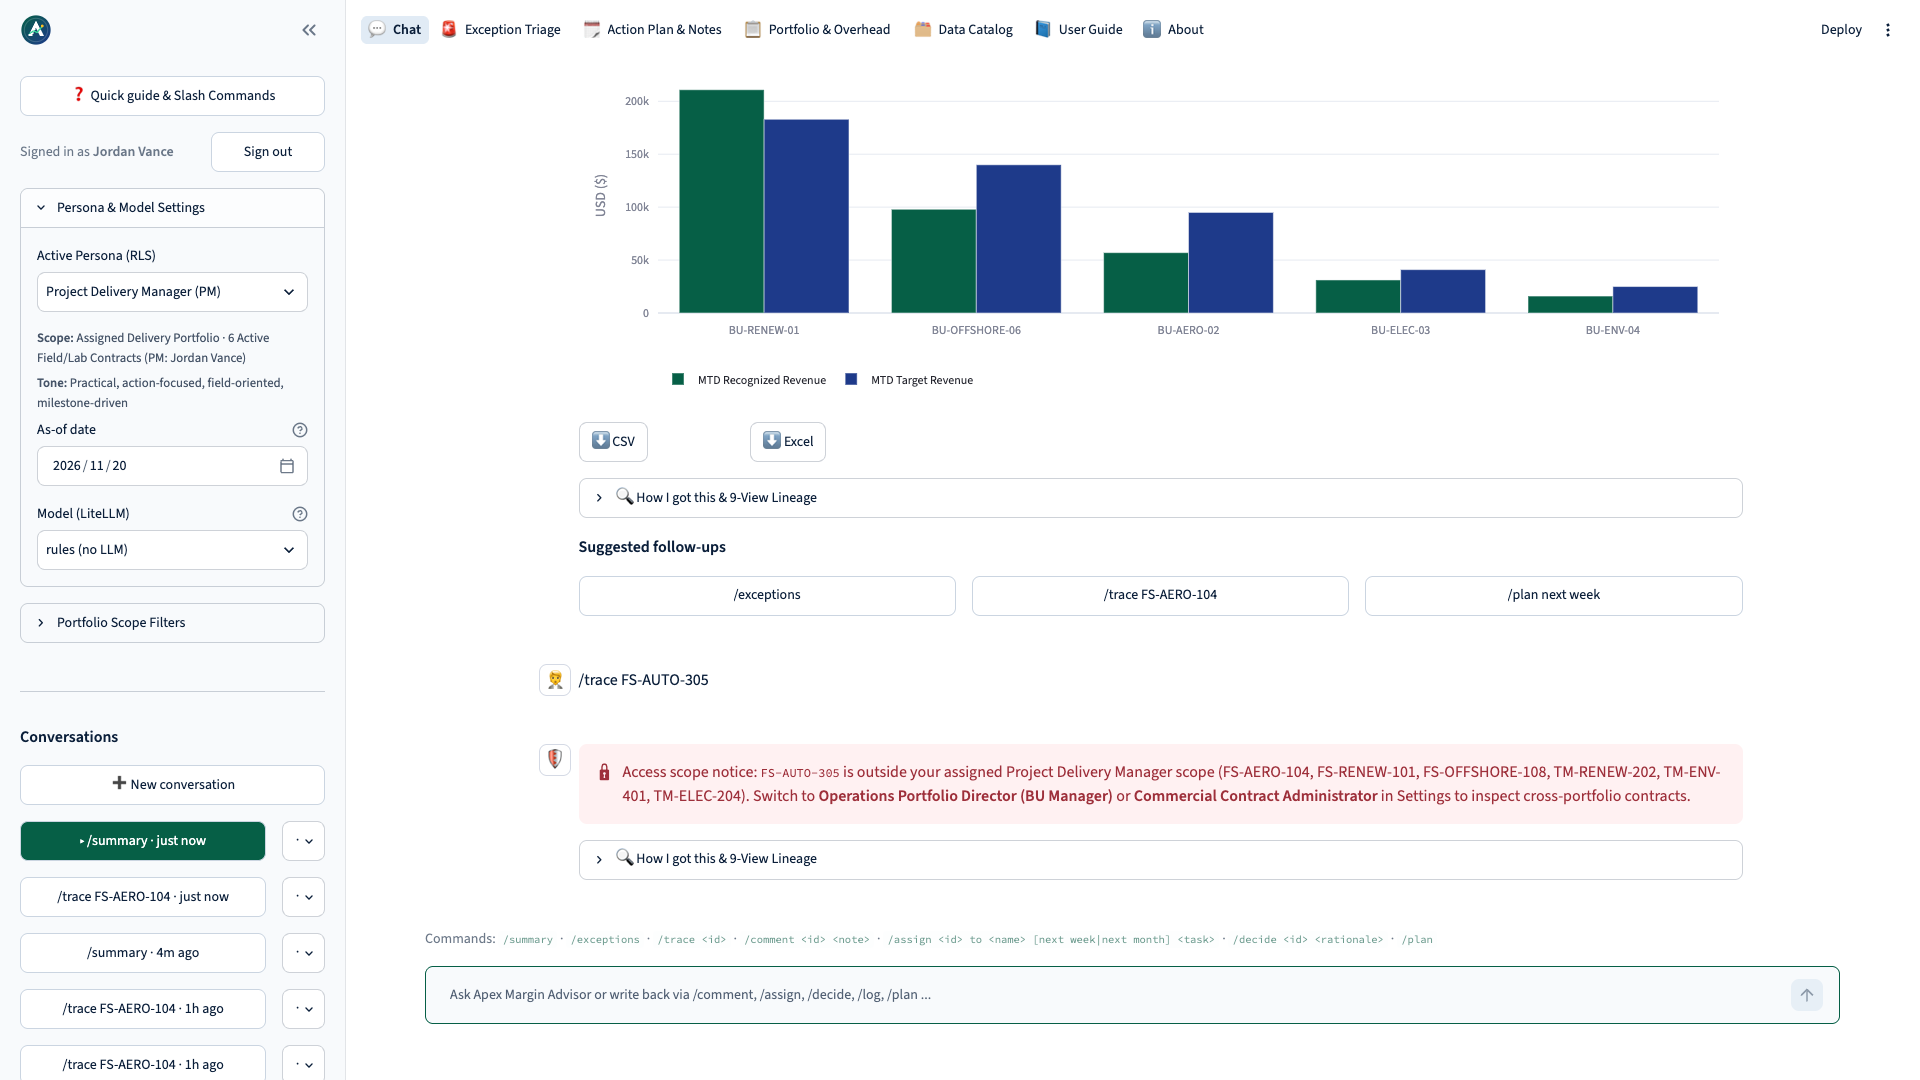 Quick guide & Slash Commands
Signed in as Jordan Vance
Sign out
Persona & Model Settings
Active Persona (RLS)
Project Delivery Manager (PM)
Scope: Assigned Delivery Portfolio · 6 Active
Field/Lab Contracts (PM: Jordan Vance)
Tone: Practical, action-focused, field-oriented,
milestone-driven
As-of date
2026 / 11 / 20
Model (LiteLLM)
rules (no LLM)
Portfolio Scope Filters
Conversations
New conversation
/summary · just now
/trace FS-AERO-104 · just now
/summary · 4m ago
/trace FS-AERO-104 · 1h ago
/trace FS-AERO-104 · 1h ago
Chat
Exception Triage
Action Plan & Notes
Portfolio & Overhead
Data Catalog
User Guide
About
Deploy
200k
150k
100k
50k
0
USD ($)
BU-RENEW-01
BU-OFFSHORE-06
BU-AERO-02
BU-ELEC-03
BU-ENV-04
MTD Recognized Revenue
MTD Target Revenue
CSV
Excel
How I got this & 9-View Lineage
Suggested follow-ups
/exceptions
/trace FS-AERO-104
/plan next week
/trace FS-AUTO-305
Access scope notice: FS-AUTO-305 is outside your assigned Project Delivery Manager scope (FS-AERO-104, FS-RENEW-101, FS-OFFSHORE-108, TM-RENEW-202, TM-ENV-
401, TM-ELEC-204). Switch to Operations Portfolio Director (BU Manager) or Commercial Contract Administrator in Settings to inspect cross-portfolio contracts.
How I got this & 9-View Lineage
Commands: /summary · /exceptions · /trace <id> · /comment <id> <note> · /assign <id> to <name> [next week|next month] <task> · /decide <id> <rationale> · /plan
Ask Apex Margin Advisor or write back via /comment, /assign, /decide, /log, /plan ...